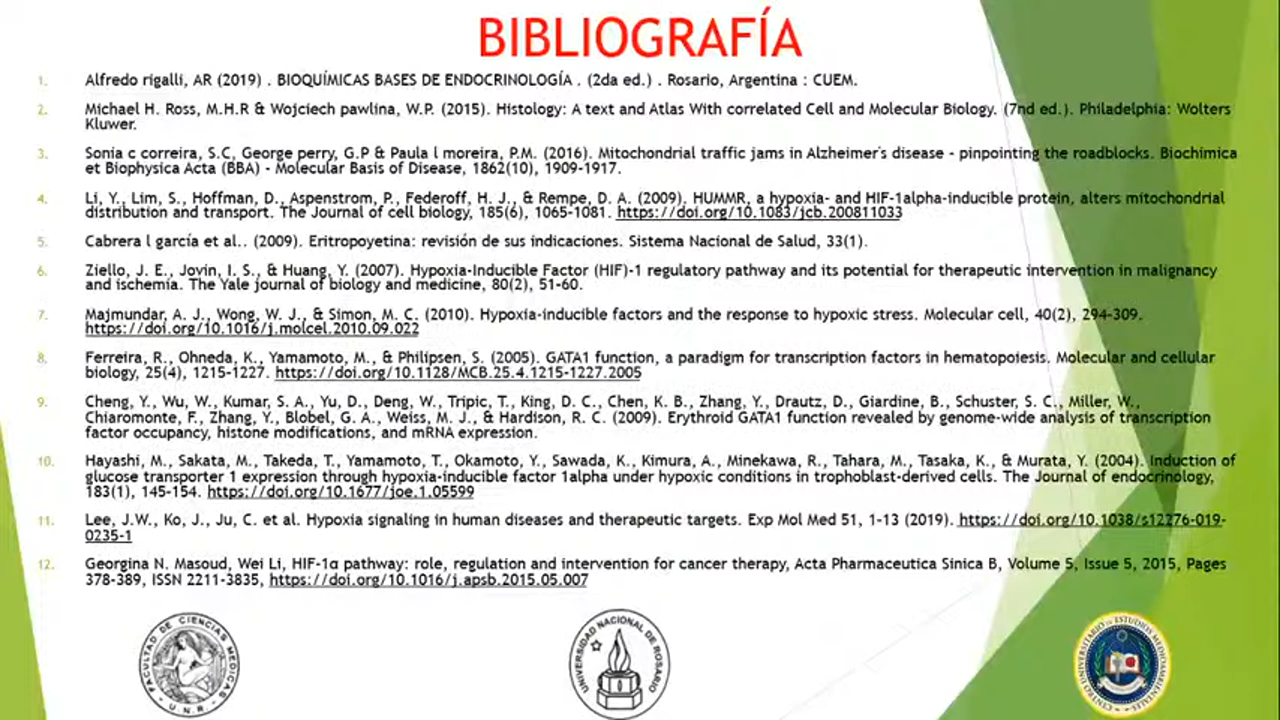 BIBLIOGRAFÍA
1. Alfredo rigalli, AR (2019) . BIOQUÍMICAS BASES DE ENDOCRINOLOGÍA . (2da ed.) . Rosario, Argentina : CUEM.
2. Michael H. Ross, M.H.R & Wojciech pawlina, W.P. (2015). Histology: A text and Atlas With correlated Cell and Molecular Biology. (7nd ed.). Philadelphia: Wolters
Kluwer.
3. Sonia c correira, S.C, George perry, G.P & Paula l moreira, P.M. (2016). Mitochondrial traffic jams in Alzheimer's disease - pinpointing the roadblocks. Biochimica
et Biophysica Acta (BBA) - Molecular Basis of Disease, 1862(10), 1909-1917.
4. Li, Y., Lim, S., Hoffman, D., Aspenstrom, P., Federoff, H. J., & Rempe, D. A. (2009). HUMMR, a hypoxia- and HIF-1alpha-inducible protein, alters mitochondrial
distribution and transport. The Journal of cell biology, 185(6), 1065-1081. https://doi.org/10.1083/jcb.200811033
5. Cabrera l garcía et al.. (2009). Eritropoyetina: revisión de sus indicaciones. Sistema Nacional de Salud, 33(1).
6. Ziello, J. E., Jovin, I. S., & Huang, Y. (2007). Hypoxia-Inducible Factor (HIF)-1 regulatory pathway and its potential for therapeutic intervention in malignancy
and ischemia. The Yale journal of biology and medicine, 80(2), 51-60.
7. Majmundar, A. J., Wong, W. J., & Simon, M. C. (2010). Hypoxia-inducible factors and the response to hypoxic stress. Molecular cell, 40(2), 294-309.
https://doi.org/10.1016/j.molcel.2010.09.022
8. Ferreira, R., Ohneda, K., Yamamoto, M., & Philipsen, S. (2005). GATA1 function, a paradigm for transcription factors in hematopoiesis. Molecular and cellular
biology, 25(4), 1215-1227. https://doi.org/10.1128/MCB.25.4.1215-1227.2005
9. Cheng, Y., Wu, W., Kumar, S. A., Yu, D., Deng, W., Tripic, T., King, D. C., Chen, K. B., Zhang, Y., Drautz, D., Giardine, B., Schuster, S. C., Miller, W.,
Chiaromonte, F., Zhang, Y., Blobel, G. A., Weiss, M. J., & Hardison, R. C. (2009). Erythroid GATA1 function revealed by genome-wide analysis of transcription
factor occupancy, histone modifications, and mRNA expression.
10. Hayashi, M., Sakata, M., Takeda, T., Yamamoto, T., Okamoto, Y., Sawada, K., Kimura, A., Minekawa, R., Tahara, M., Tasaka, K., & Murata, Y. (2004). Induction of
glucose transporter 1 expression through hypoxia-inducible factor 1alpha under hypoxic conditions in trophoblast-derived cells. The Journal of endocrinology,
183(1), 145-154. https://doi.org/10.1677/joe.1.05599
11. Lee, J.W., Ko, J., Ju, C. et al. Hypoxia signaling in human diseases and therapeutic targets. Exp Mol Med 51, 1-13 (2019). https://doi.org/10.1038/s12276-019-
0235-1
12. Georgina N. Masoud, Wei Li, HIF-1α pathway: role, regulation and intervention for cancer therapy, Acta Pharmaceutica Sinica B, Volume 5, Issue 5, 2015, Pages
378-389, ISSN 2211-3835, https://doi.org/10.1016/j.apsb.2015.05.007
FACULTAD DE CIENCIAS MEDICAS
U.N.R.
UNIVERSIDAD NACIONAL DE ROSARIO
CENTRO UNIVERSITARIO DE ESTUDIOS MEDIOAMBIENTALES